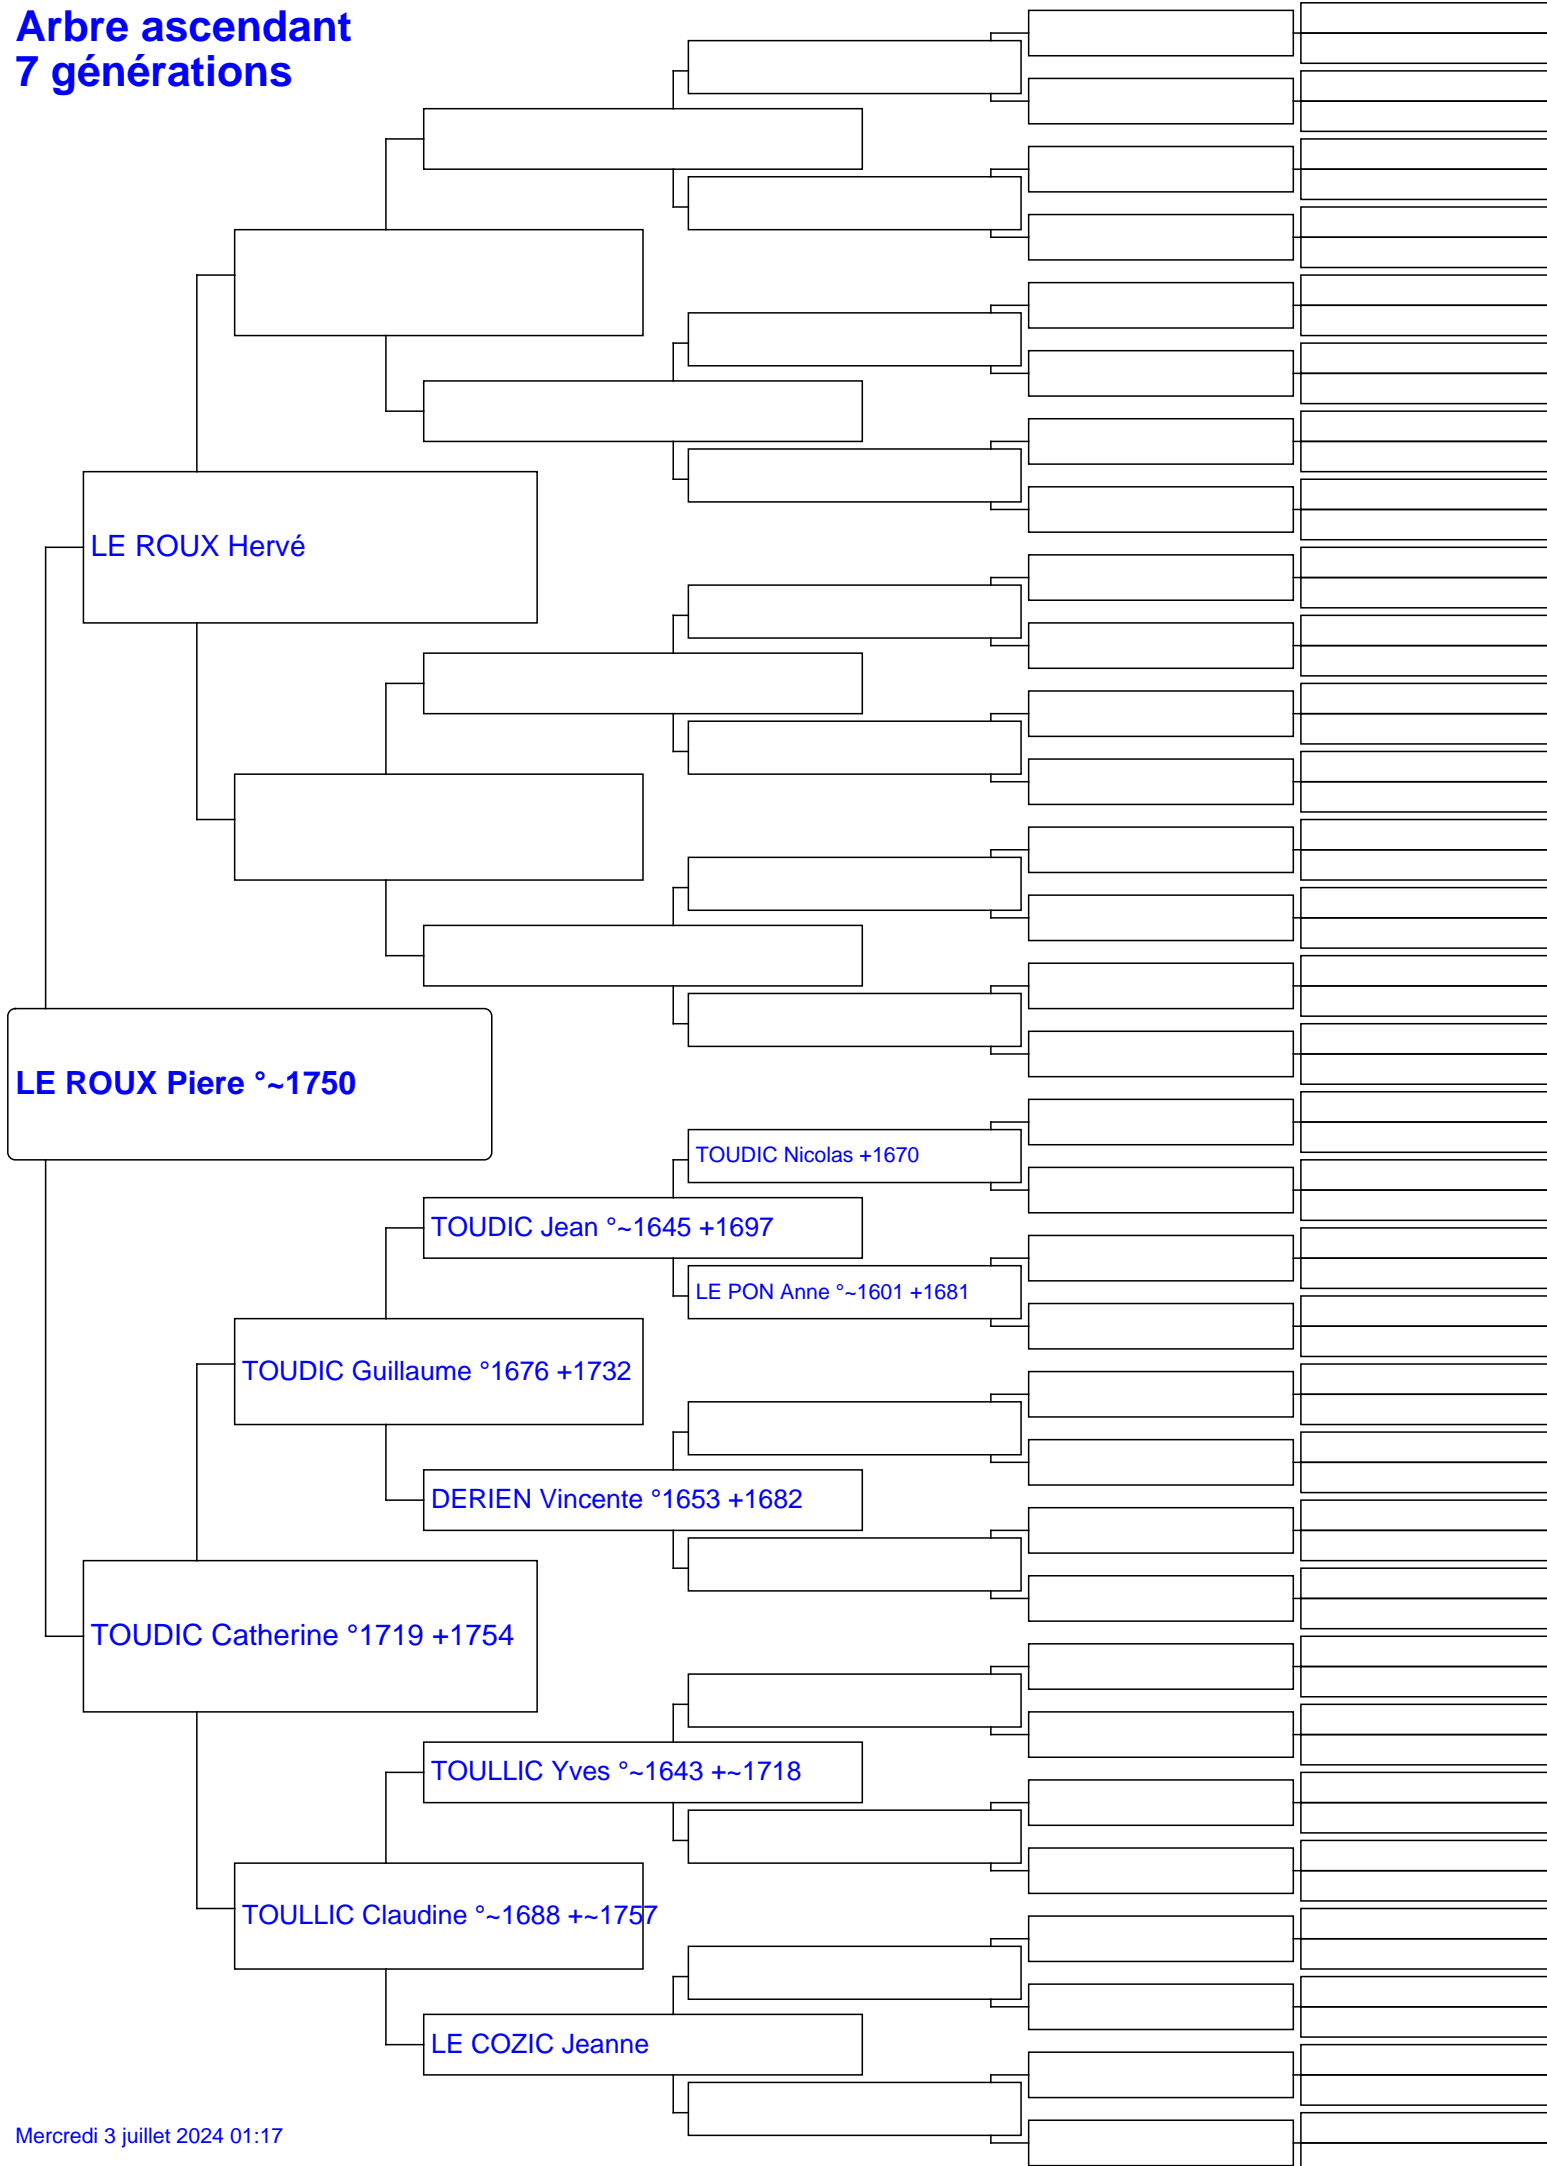 Arbre ascendant
7 générations
LE ROUX Hervé
LE ROUX Piere °~1750
TOUDIC Nicolas +1670
TOUDIC Jean °~1645 +1697
LE PON Anne °~1601 +1681
TOUDIC Guillaume °1676 +1732
DERIEN Vincente °1653 +1682
TOUDIC Catherine °1719 +1754
TOULLIC Yves °~1643 +~1718
TOULLIC Claudine °~1688 +~1757
LE COZIC Jeanne
Mercredi 3 juillet 2024 01:17